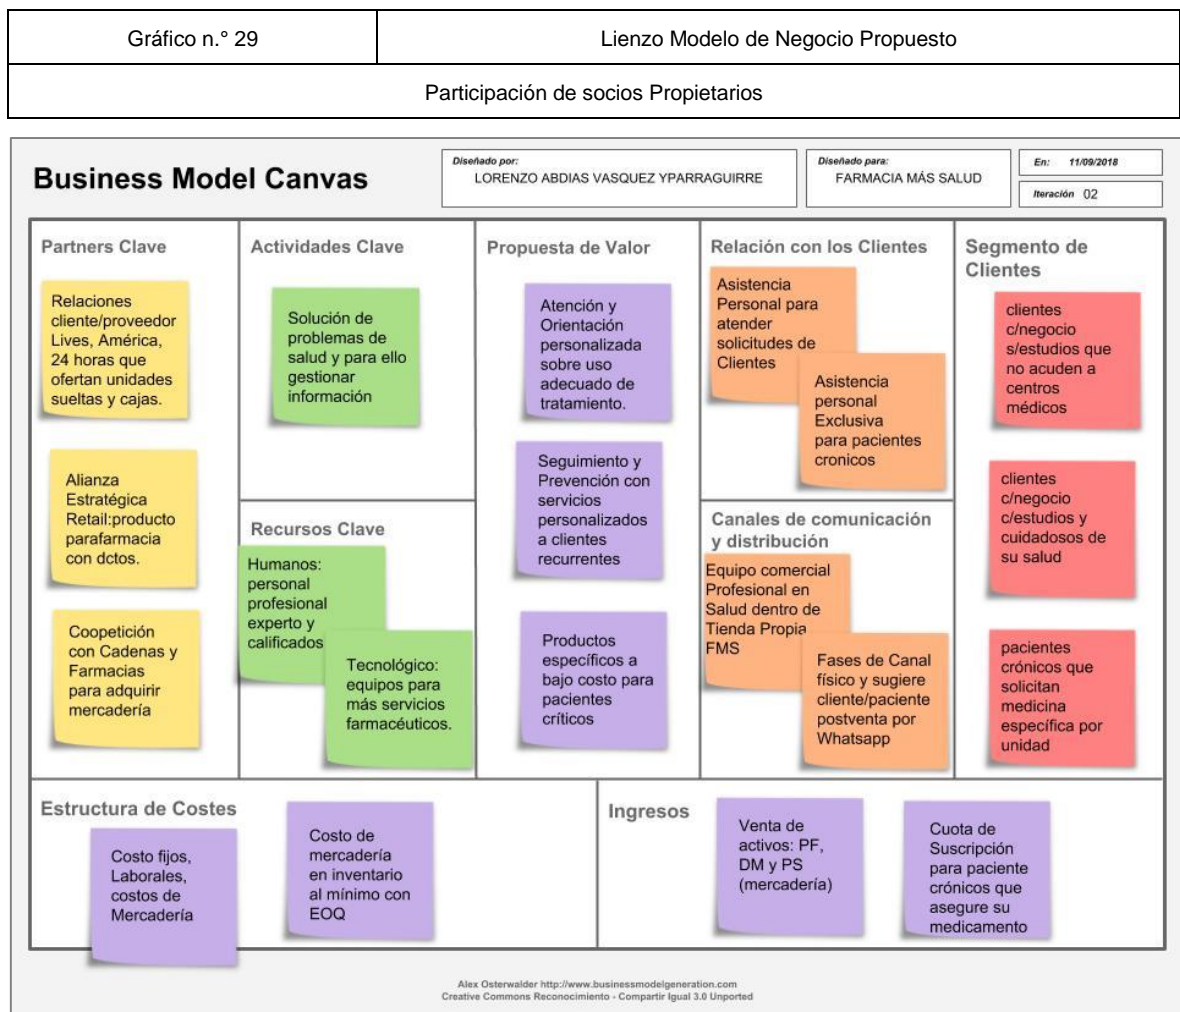 Gráfico n.° 29
Lienzo Modelo de Negocio Propuesto
Participación de socios Propietarios
Business Model Canvas
Diseñado por:
LORENZO ABDIAS VASQUEZ YPARRAGUIRRE
Diseñado para:
FARMACIA MÁS SALUD
En: 11/09/2018
Iteración 02
Partners Clave
Relaciones
cliente/proveedor
Lives, América,
24 horas que
ofertan unidades
sueltas y cajas.
Alianza
Estratégica
Retail:producto
parafarmacia
con dctos.
Coopetición
con Cadenas y
Farmacias
para adquirir
mercadería
Actividades Clave
Solución de
problemas de
salud y para ello
gestionar
información
Recursos Clave
Humanos:
personal
profesional
experto y
calificados
Tecnológico:
equipos para
más servicios
farmacéuticos.
Propuesta de Valor
Atención y
Orientación
personalizada
sobre uso
adecuado de
tratamiento.
Seguimiento y
Prevención con
servicios
personalizados
a clientes
recurrentes
Productos
específicos a
bajo costo para
pacientes
críticos
Relación con los Clientes
Asistencia
Personal para
atender
solicitudes de
Clientes
Asistencia
personal
Exclusiva
para pacientes
cronicos
Canales de comunicación
y distribución
Equipo comercial
Profesional en
Salud dentro de
Tienda Propia
FMS
Fases de Canal
físico y sugiere
cliente/paciente
postventa por
Whatsapp
Segmento de
Clientes
clientes
c/negocio
s/estudios que
no acuden a
centros
médicos
clientes
c/negocio
c/estudios y
cuidadosos de
su salud
pacientes
crónicos que
solicitan
medicina
específica por
unidad
Estructura de Costes
Costo fijos,
Laborales,
costos de
Mercadería
Costo de
mercadería
en inventario
al mínimo con
EOQ
Ingresos
Venta de
activos: PF,
DM y PS
(mercadería)
Cuota de
Suscripción
para paciente
crónicos que
asegure su
medicamento
Alex Osterwalder http://www.businessmodelgeneration.com
Creative Commons Reconocimiento - Compartir Igual 3.0 Unported